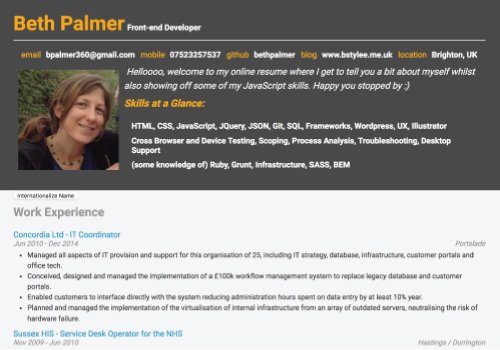 Beth Palmer Front-end Developer
email bpalmer360@gmail.com mobile 07523257537 github bethpalmer blog www.bstylee.me.uk location Brighton, UK
Helloooo, welcome to my online resume where I get to tell you a bit about myself whilst
also showing off some of my JavaScript skills. Happy you stopped by :)
Skills at a Glance:
HTML, CSS, JavaScript, JQuery, JSON, Git, SQL, Frameworks, Wordpress, UX, Illustrator
Cross Browser and Device Testing, Scoping, Process Analysis, Troubleshooting, Desktop
Support
(some knowledge of) Ruby, Grunt, Infrastructure, SASS, BEM
Internationalize Name
Work Experience
Concordia Ltd - IT Coordinator
Jun 2010 - Dec 2014 Portslade
• Managed all aspects of IT provision and support for this organisation of 25, including IT strategy, database, infrastructure, customer portals and
office tech.
• Conceived, designed and managed the implementation of a £100k workflow management system to replace legacy database and customer
portals.
• Enabled customers to interface directly with the system reducing administration hours spent on data entry by at least 10% year.
• Planned and managed the implementation of the virtualisation of internal infrastructure from an array of outdated servers, neutralising the risk of
hardware failure.
Sussex HIS - Service Desk Operator for the NHS
Nov 2009 - Jun 2010 Hastings / Durrington